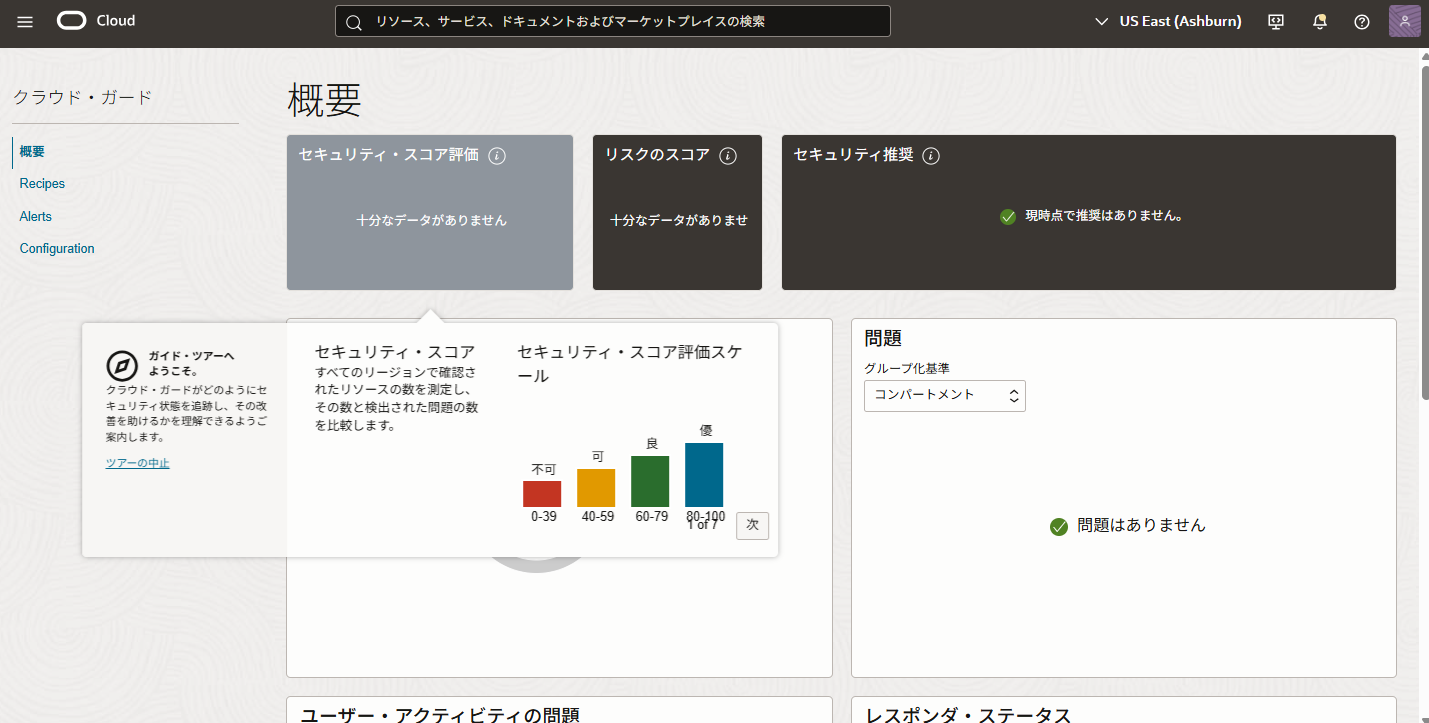 Cloud
リソース、サービス、ドキュメントおよびマーケットプレイスの検索
US East (Ashburn)
クラウド・ガード
概要
Recipes
Alerts
Configuration
概要
セキュリティ・スコア評価
十分なデータがありません
リスクのスコア
十分なデータがありませ
セキュリティ推奨
現時点で推奨はありません。
ガイド・ツアーへ
ようこそ。
クラウド・ガードがどのようにセ
キュリティ状態を追跡し、その改
善を助けるかを理解できるようご
案内します。
ツアーの中止
セキュリティ・スコア
すべてのリージョンで確認さ
れたリソースの数を測定し、
その数と検出された問題の数
を比較します。
セキュリティ・スコア評価スケ
ール
不可
可
良
優
0-39
40-59
60-79
80-100
1 of 7
次
問題
グループ化基準
コンパートメント
問題はありません
ユーザー・アクティビティの問題
レスポンダ・ステータス